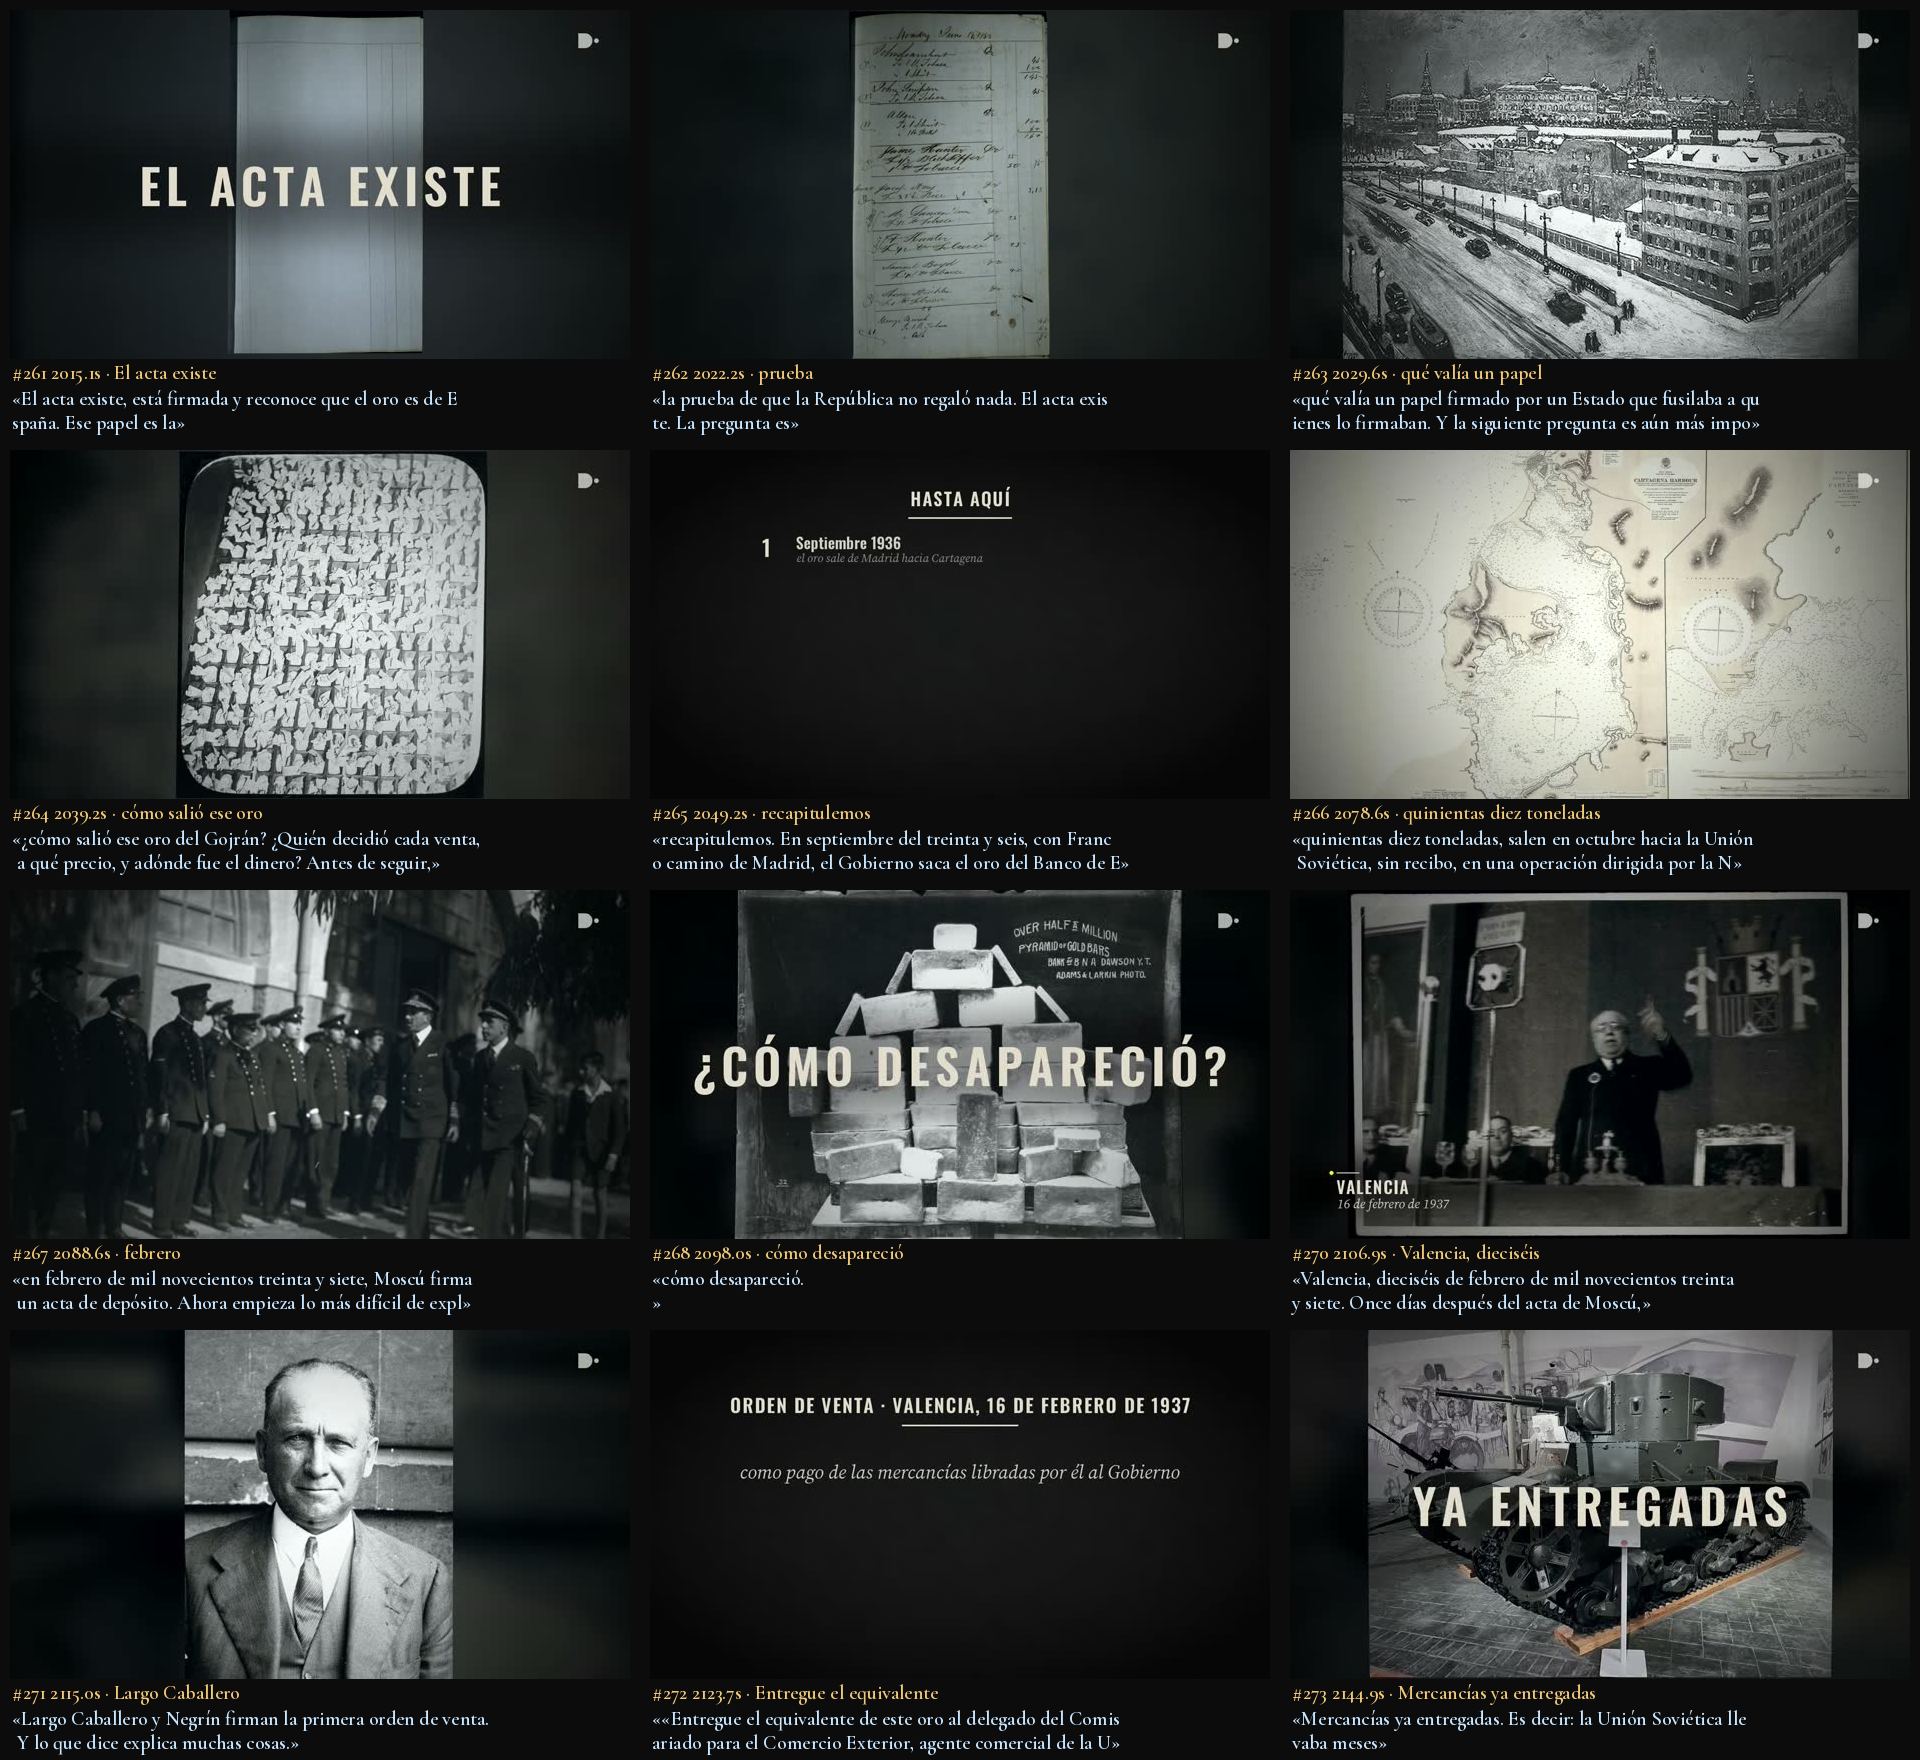 EL ACTA EXISTE
#261 2015.1s · El acta existe
«El acta existe, está firmada y reconoce que el oro es de E
spaña. Ese papel es la»
#262 2022.2s · prueba
«la prueba de que la República no regaló nada. El acta exis
te. La pregunta es»
#263 2029.6s · qué valía un papel
«qué valía un papel firmado por un Estado que fusilaba a qu
ienes lo firmaban. Y la siguiente pregunta es aún más impo»
#264 2039.2s · cómo salió ese oro
«¿cómo salió ese oro del Gojrán? ¿Quién decidió cada venta,
a qué precio, y adónde fue el dinero? Antes de seguir,»
HASTA AQUÍ
1 Septiembre 1936
el oro sale de Madrid hacia Cartagena
#265 2049.2s · recapitulemos
«recapitulemos. En septiembre del treinta y seis, con Franc
o camino de Madrid, el Gobierno saca el oro del Banco de E»
CARTAGENA HARBOUR
#266 2078.6s · quinientas diez toneladas
«quinientas diez toneladas, salen en octubre hacia la Unión
Soviética, sin recibo, en una operación dirigida por la N»
#267 2088.6s · febrero
«en febrero de mil novecientos treinta y siete, Moscú firma
un acta de depósito. Ahora empieza lo más difícil de expl»
OVER HALF A MILLION
PYRAMID OF GOLD BARS
BANK OF B N A DAWSON Y.T.
ADAMS & LARKIN PHOTO.
¿CÓMO DESAPARECIÓ?
#268 2098.0s · cómo desapareció
«cómo desapareció.
»
VALENCIA
16 de febrero de 1937
#270 2106.9s · Valencia, dieciséis
«Valencia, dieciséis de febrero de mil novecientos treinta
y siete. Once días después del acta de Moscú,»
#271 2115.0s · Largo Caballero
«Largo Caballero y Negrín firman la primera orden de venta.
Y lo que dice explica muchas cosas.»
ORDEN DE VENTA · VALENCIA, 16 DE FEBRERO DE 1937
como pago de las mercancías libradas por él al Gobierno
#272 2123.7s · Entregue el equivalente
««Entregue el equivalente de este oro al delegado del Comis
ariado para el Comercio Exterior, agente comercial de la U»
YA ENTREGADAS
#273 2144.9s · Mercancías ya entregadas
«Mercancías ya entregadas. Es decir: la Unión Soviética lle
vaba meses»